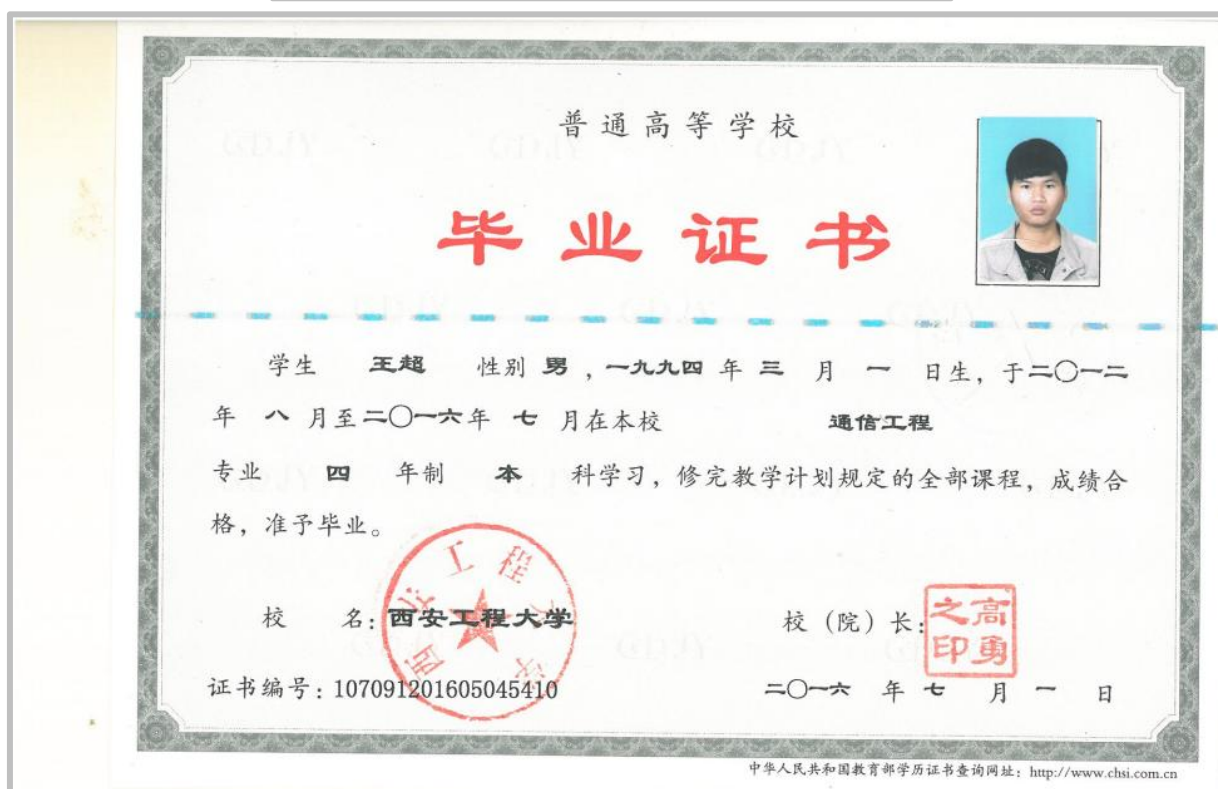 普通高等学校
毕业证书
学生 王超 性别 男 ,一九九四 年 三 月 一 日生, 于二〇一二
年 八 月至二〇一六年 七 月在本校 通信工程
专业 四 年制 本 科学习, 修完教学计划规定的全部课程, 成绩合
格, 准予毕业。
西安工程大学
校 名: 西安工程大学
校 (院) 长:
高勇之印
证书编号: 107091201605045410
二〇一六 年 七 月 一 日
中华人民共和国教育部学历证书查询网址: http://www.chsi.com.cn